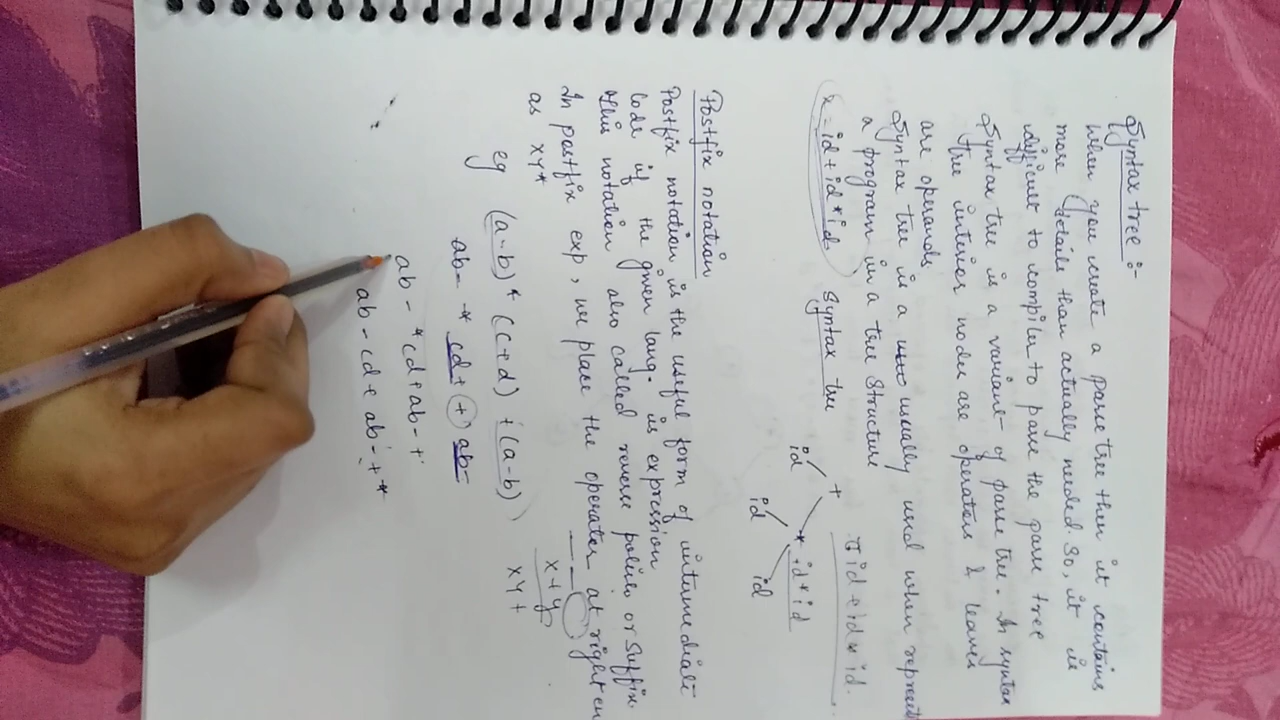 Syntax tree :-
When you create a parse tree then it contains
more details than actually needed. So, it is
difficult to compiler to parse the parse tree
Syntax tree is a variant of parse tree. In syntax
tree interior nodes are operators & leaves
are operands
Syntax tree is a usually used when represent
a program in a tree structure
id + id * id.
x = id + id * id
Syntax tree
+
id
* id * id
id id
Postfix notation
Postfix notation is the useful form of intermediate
code if the given lang. is expression
This notation also called reverse polish or suffix
In postfix exp, we place the operator at right en
as xy*
x + y
xy +
eg (a-b) * (c+d) + (a-b)
ab- * cd+ + ab-
ab- * cd+ab-+
ab-cd+ab-+*